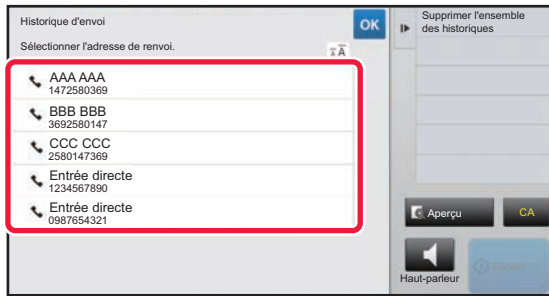 Historique d'envoi
OK
Sélectionner l'adresse de renvoi.
AAA AAA
1472580369
BBB BBB
3692580147
CCC CCC
2580147369
Entrée directe
1234567890
Entrée directe
0987654321
Supprimer l'ensemble
des historiques
Aperçu
CA
Haut-parleur
Départ